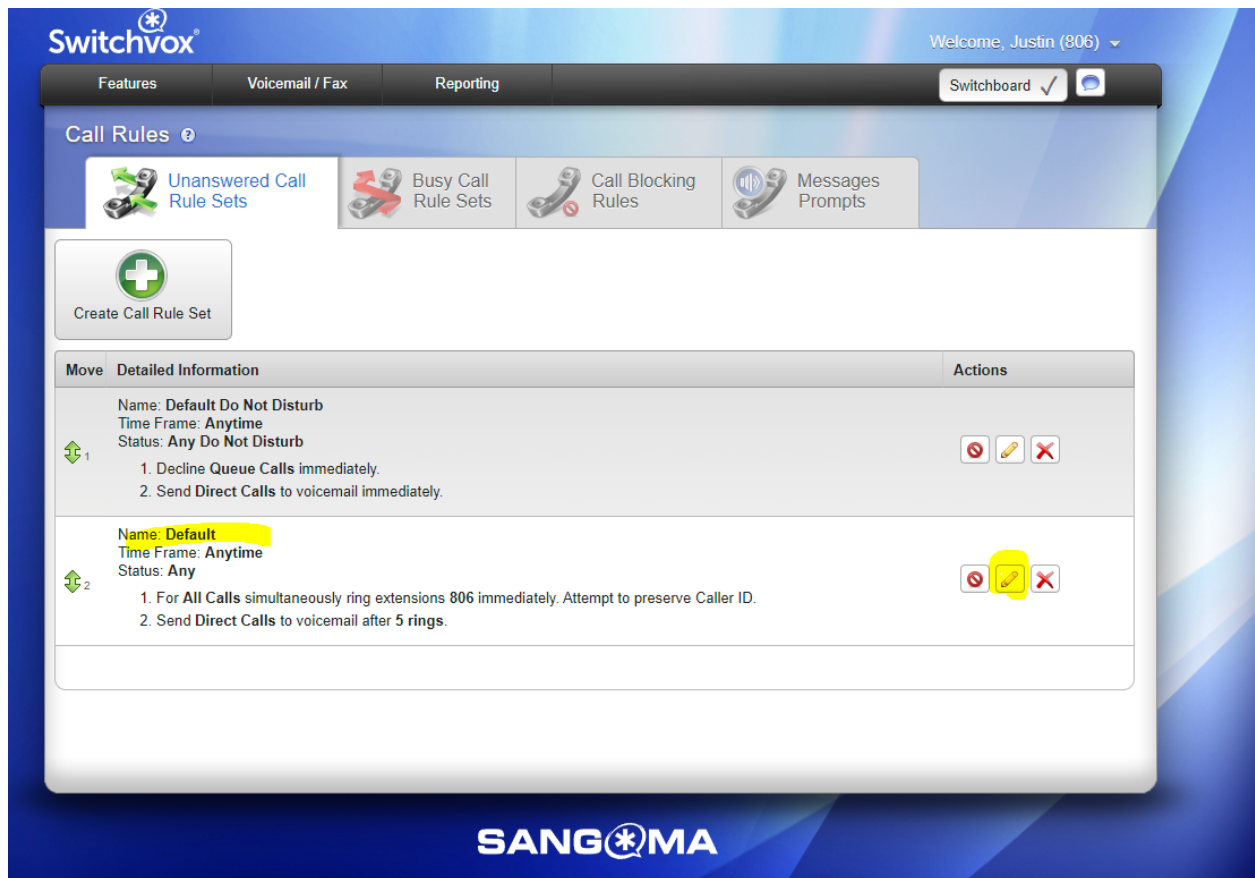 Switchvox®
Welcome, Justin (806)
Features Voicemail / Fax Reporting Switchboard
Call Rules ?
Unanswered Call
Rule Sets
Busy Call
Rule Sets
Call Blocking
Rules
Messages
Prompts
Create Call Rule Set
Move Detailed Information Actions
Name: Default Do Not Disturb
Time Frame: Anytime
Status: Any Do Not Disturb
1
1. Decline Queue Calls immediately.
2. Send Direct Calls to voicemail immediately.
Name: Default
Time Frame: Anytime
Status: Any
2
1. For All Calls simultaneously ring extensions 806 immediately. Attempt to preserve Caller ID.
2. Send Direct Calls to voicemail after 5 rings.
SANGOMA